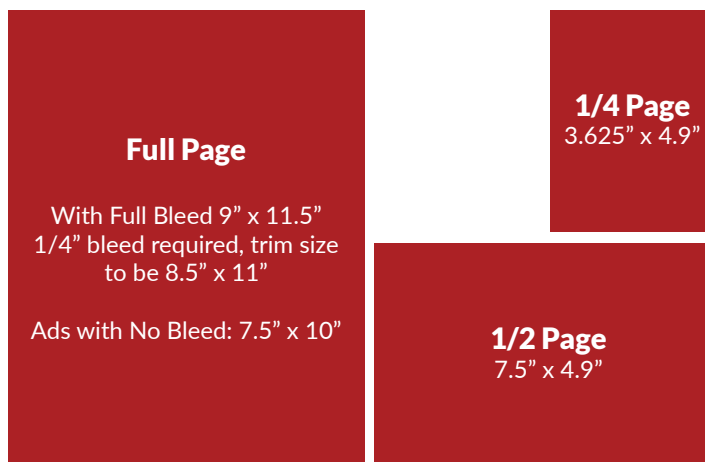 Full Page
With Full Bleed 9” x 11.5”
1/4” bleed required, trim size
to be 8.5” x 11”
Ads with No Bleed: 7.5” x 10”
1/4 Page
3.625” x 4.9”
1/2 Page
7.5” x 4.9”